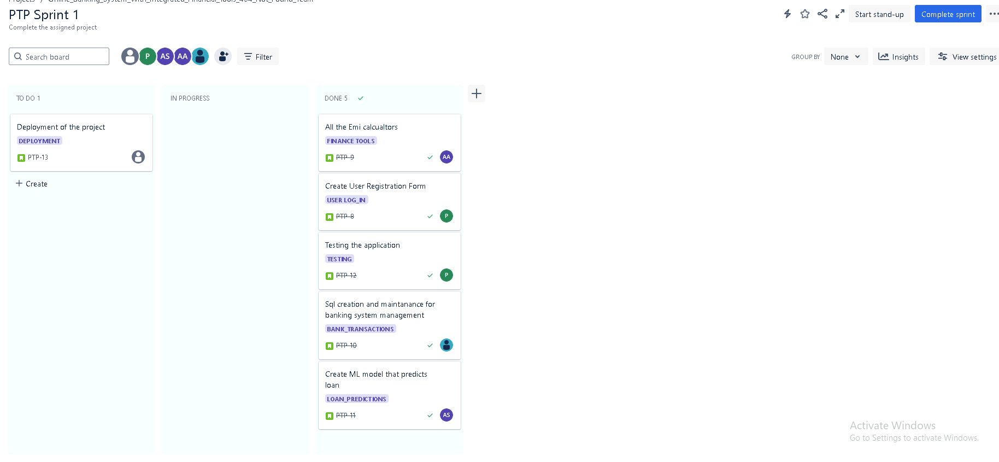 Projects / Online_Banking_System_With_Integrated_Financial_Tools_404_Not_Found_Team
PTP Sprint 1
Complete the assigned project
Start stand-up
Complete sprint
Search board
P
AS
AA
Filter
GROUP BY
None
Insights
View settings
TO DO 1
Deployment of the project
DEPLOYMENT
PTP-13
+ Create
IN PROGRESS
DONE 5
All the Emi calcualtors
FINANCE TOOLS
PTP-9
AA
Create User Registration Form
USER LOG_IN
PTP-8
P
Testing the application
TESTING
PTP-12
P
Sql creation and maintanance for
banking system management
BANK_TRANSACTIONS
PTP-10
Create ML model that predicts
loan
LOAN_PREDICTIONS
PTP-11
AS
Activate Windows
Go to Settings to activate Windows.